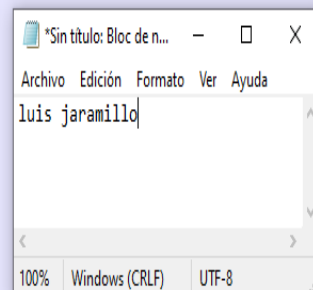 *Sin título: Bloc de n...
Archivo Edición Formato Ver Ayuda
luis jaramillo
100% Windows (CRLF) UTF-8